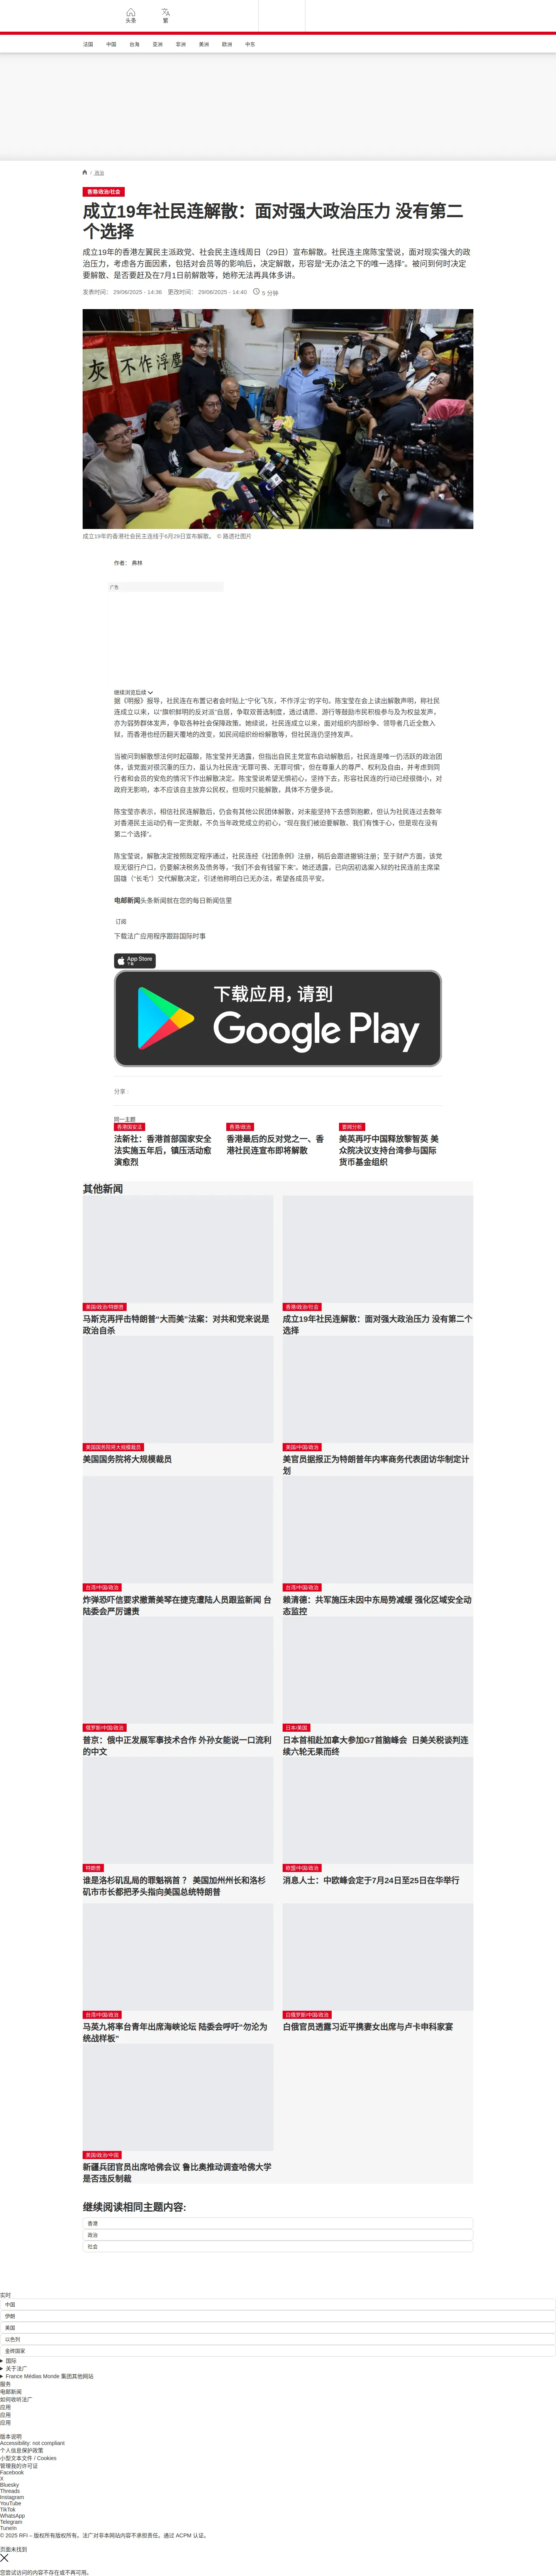 头条
繁
法国
中国
台海
亚洲
非洲
美洲
欧洲
中东
/ 政治
香港/政治/社会
成立19年社民连解散：面对强大政治压力 没有第二
个选择
成立19年的香港左翼民主派政党、社会民主连线周日（29日）宣布解散。社民连主席陈宝莹说，面对现实强大的政
治压力，考虑各方面因素，包括对会员等的影响后，决定解散，形容是“无办法之下的唯一选择”。被问到何时决定
要解散、是否要赶及在7月1日前解散等，她称无法再具体多讲。
发表时间： 29/06/2025 - 14:36 更改时间： 29/06/2025 - 14:40 5 分钟
灰 不作浮塵
成立19年的香港社会民主连线于6月29日宣布解散。 © 路透社图片
作者： 弗林
广告
继续浏览后续
据《明报》报导，社民连在布置记者会时贴上“宁化飞灰，不作浮尘”的字句。陈宝莹在会上读出解散声明，称社民
连成立以来，以“旗帜鲜明的反对派”自居，争取双普选制度，透过请愿、游行等鼓励市民积极参与及为权益发声，
亦为弱势群体发声，争取各种社会保障政策。她续说，社民连成立以来，面对组织内部纷争、领导者几近全数入
狱，而香港也经历翻天覆地的改变，如民间组织纷纷解散等，但社民连仍坚持发声。
当被问到解散想法何时起蕴酿，陈宝莹并无透露，但指出自民主党宣布启动解散后，社民连是唯一仍活跃的政治团
体，该党面对很沉重的压力，虽认为社民连“无罪可畏、无罪可惧”，但在尊重人的尊严、权利及自由，并考虑到同
行者和会员的安危的情况下作出解散决定。陈宝莹说希望无惧初心，坚持下去，形容社民连的行动已经很微小，对
政府无影响，本不应该自主放弃公民权，但现时只能解散，具体不方便多说。
陈宝莹亦表示，相信社民连解散后，仍会有其他公民团体解散，对未能坚持下去感到抱歉，但认为社民连过去数年
对香港民主运动仍有一定贡献，不负当年政党成立的初心，“现在我们被迫要解散、我们有愧于心，但是现在没有
第二个选择”。
陈宝莹说，解散决定按照既定程序通过，社民连经《社团条例》注册，稍后会跟进撤销注册；至于财产方面，该党
现无银行户口，仍要解决税务及债务等，“我们不会有钱留下来”。她还透露，已向因初选案入狱的社民连前主席梁
国雄（“长毛”）交代解散决定，引述他称明白已无办法，希望各成员平安。
电邮新闻头条新闻就在您的每日新闻信里
订阅
下载法广应用程序跟踪国际时事
App Store
下载
下载应用，请到
Google Play
分享 :
同一主题
香港国安法
法新社：香港首部国家安全
法实施五年后，镇压活动愈
演愈烈
香港/政治
香港最后的反对党之一、香
港社民连宣布即将解散
要闻分析
美英再吁中国释放黎智英 美
众院决议支持台湾参与国际
货币基金组织
其他新闻
美国/政治/特朗普
马斯克再抨击特朗普“大而美”法案：对共和党来说是
政治自杀
香港/政治/社会
成立19年社民连解散：面对强大政治压力 没有第二个
选择
美国国务院将大规模裁员
美国国务院将大规模裁员
美国/中国/政治
美官员据报正为特朗普年内率商务代表团访华制定计
划
台湾/中国/政治
炸弹恐吓信要求撤萧美琴在捷克遭陆人员跟监新闻 台
陆委会严厉谴责
台湾/中国/政治
赖清德：共军施压未因中东局势减缓 强化区域安全动
态监控
俄罗斯/中国/政治
普京：俄中正发展军事技术合作 外孙女能说一口流利
的中文
日本/美国
日本首相赴加拿大参加G7首脑峰会 日美关税谈判连
续六轮无果而终
特朗普
谁是洛杉矶乱局的罪魁祸首 ？ 美国加州州长和洛杉
矶市市长都把矛头指向美国总统特朗普
欧盟/中国/政治
消息人士：中欧峰会定于7月24日至25日在华举行
台湾/中国/政治
马英九将率台青年出席海峡论坛 陆委会呼吁“勿沦为
统战样板”
白俄罗斯/中国/政治
白俄官员透露习近平携妻女出席与卢卡申科家宴
美国/政治/中国
新疆兵团官员出席哈佛会议 鲁比奥推动调查哈佛大学
是否违反制裁
继续阅读相同主题内容:
香港
政治
社会
实时
中国
伊朗
美国
以色列
金砖国家
国际
关于法广
France Médias Monde 集团其他网站
服务
电邮新闻
如何收听法广
应用
应用
应用
版本说明
Accessibility: not compliant
个人信息保护政策
小型文本文件 / Cookies
管理我的许可证
Facebook
X
Bluesky
Threads
Instagram
YouTube
TikTok
WhatsApp
Telegram
TuneIn
© 2025 RFI – 版权所有版权所有。法广对非本网站内容不承担责任。通过 ACPM 认证。
页面未找到
您尝试访问的内容不存在或不再可用。